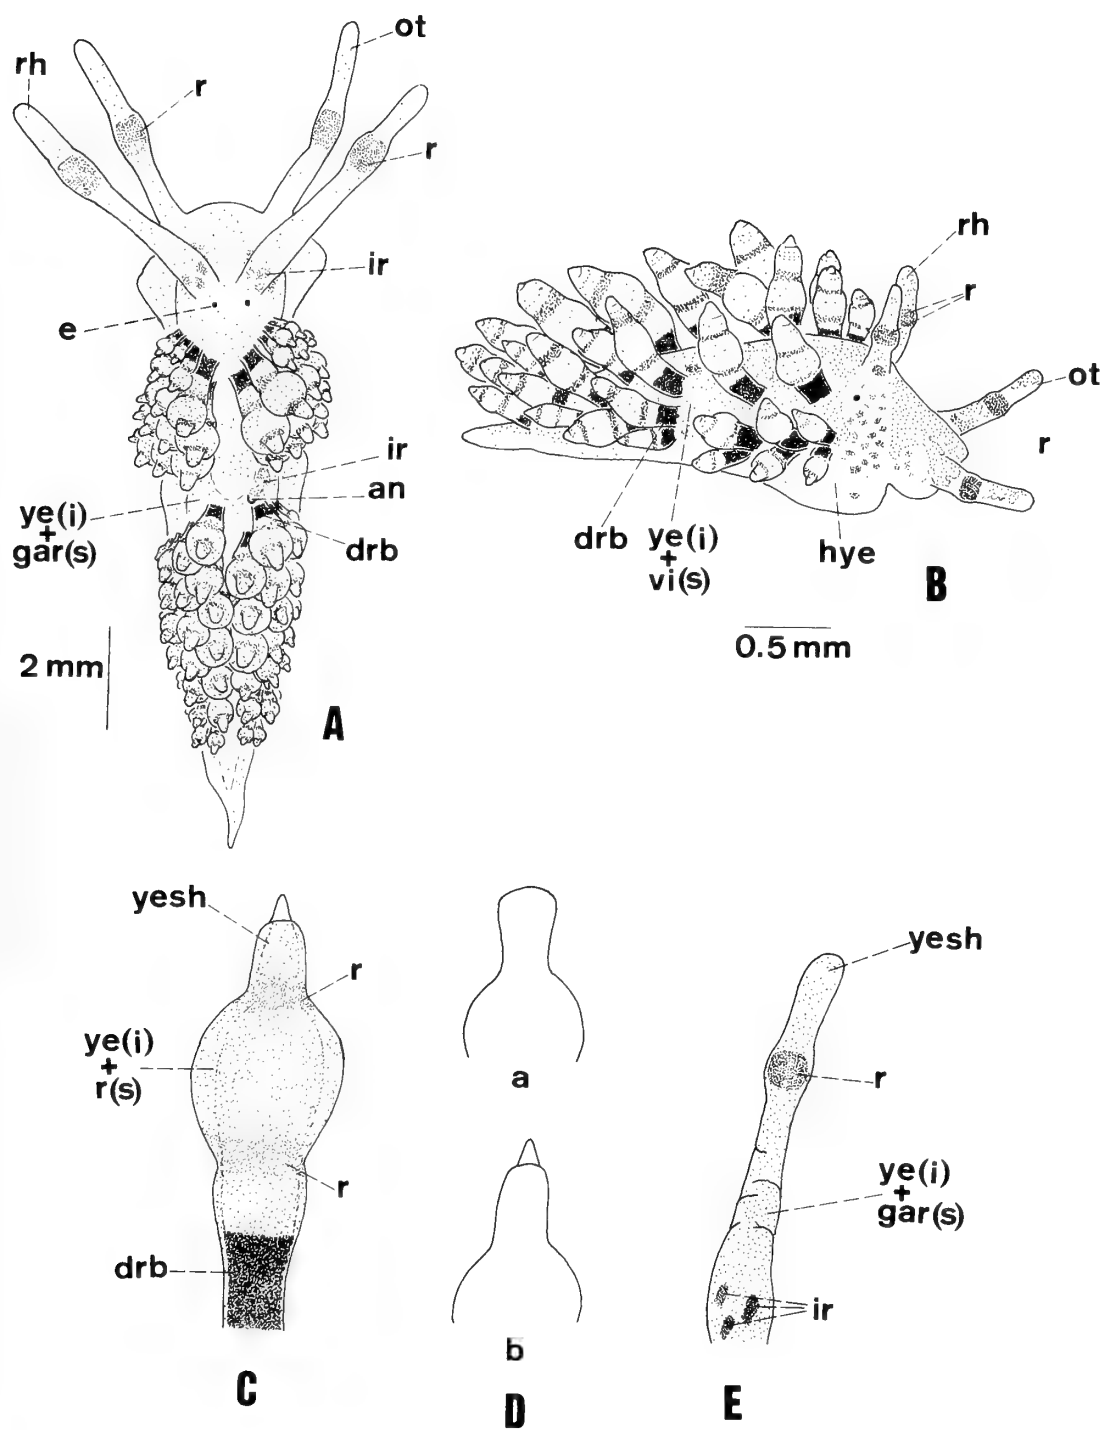 rh
r
ot
r
ir
e
ir
an
ye(i)
+
gar(s)
drb
2 mm
A
rh
r
ot
r
drb
ye(i)
+
vi(s)
hye
B
0.5 mm
yesh
r
ye(i)
+
r(s)
r
drb
C
a
b
D
yesh
r
ye(i)
+
gar(s)
ir
E